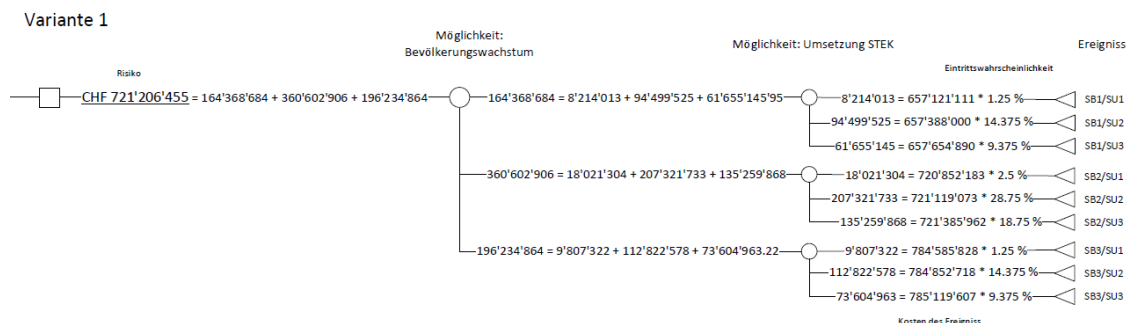 Variante 1
Möglichkeit:
Bevölkerungswachstum
Möglichkeit: Umsetzung STEK
Ereigniss
Risiko
Eintrittswahrscheinlichkeit
CHF 721'206'455 = 164'368'684 + 360'602'906 + 196'234'864
164'368'684 = 8'214'013 + 94'499'525 + 61'655'145'95
8'214'013 = 657'121'111 * 1.25 %
SB1/SU1
94'499'525 = 657'388'000 * 14.375 %
SB1/SU2
61'655'145 = 657'654'890 * 9.375 %
SB1/SU3
360'602'906 = 18'021'304 + 207'321'733 + 135'259'868
18'021'304 = 720'852'183 * 2.5 %
SB2/SU1
207'321'733 = 721'119'073 * 28.75 %
SB2/SU2
135'259'868 = 721'385'962 * 18.75 %
SB2/SU3
196'234'864 = 9'807'322 + 112'822'578 + 73'604'963.22
9'807'322 = 784'585'828 * 1.25 %
SB3/SU1
112'822'578 = 784'852'718 * 14.375 %
SB3/SU2
73'604'963 = 785'119'607 * 9.375 %
SB3/SU3
Kosten des Ereigniss